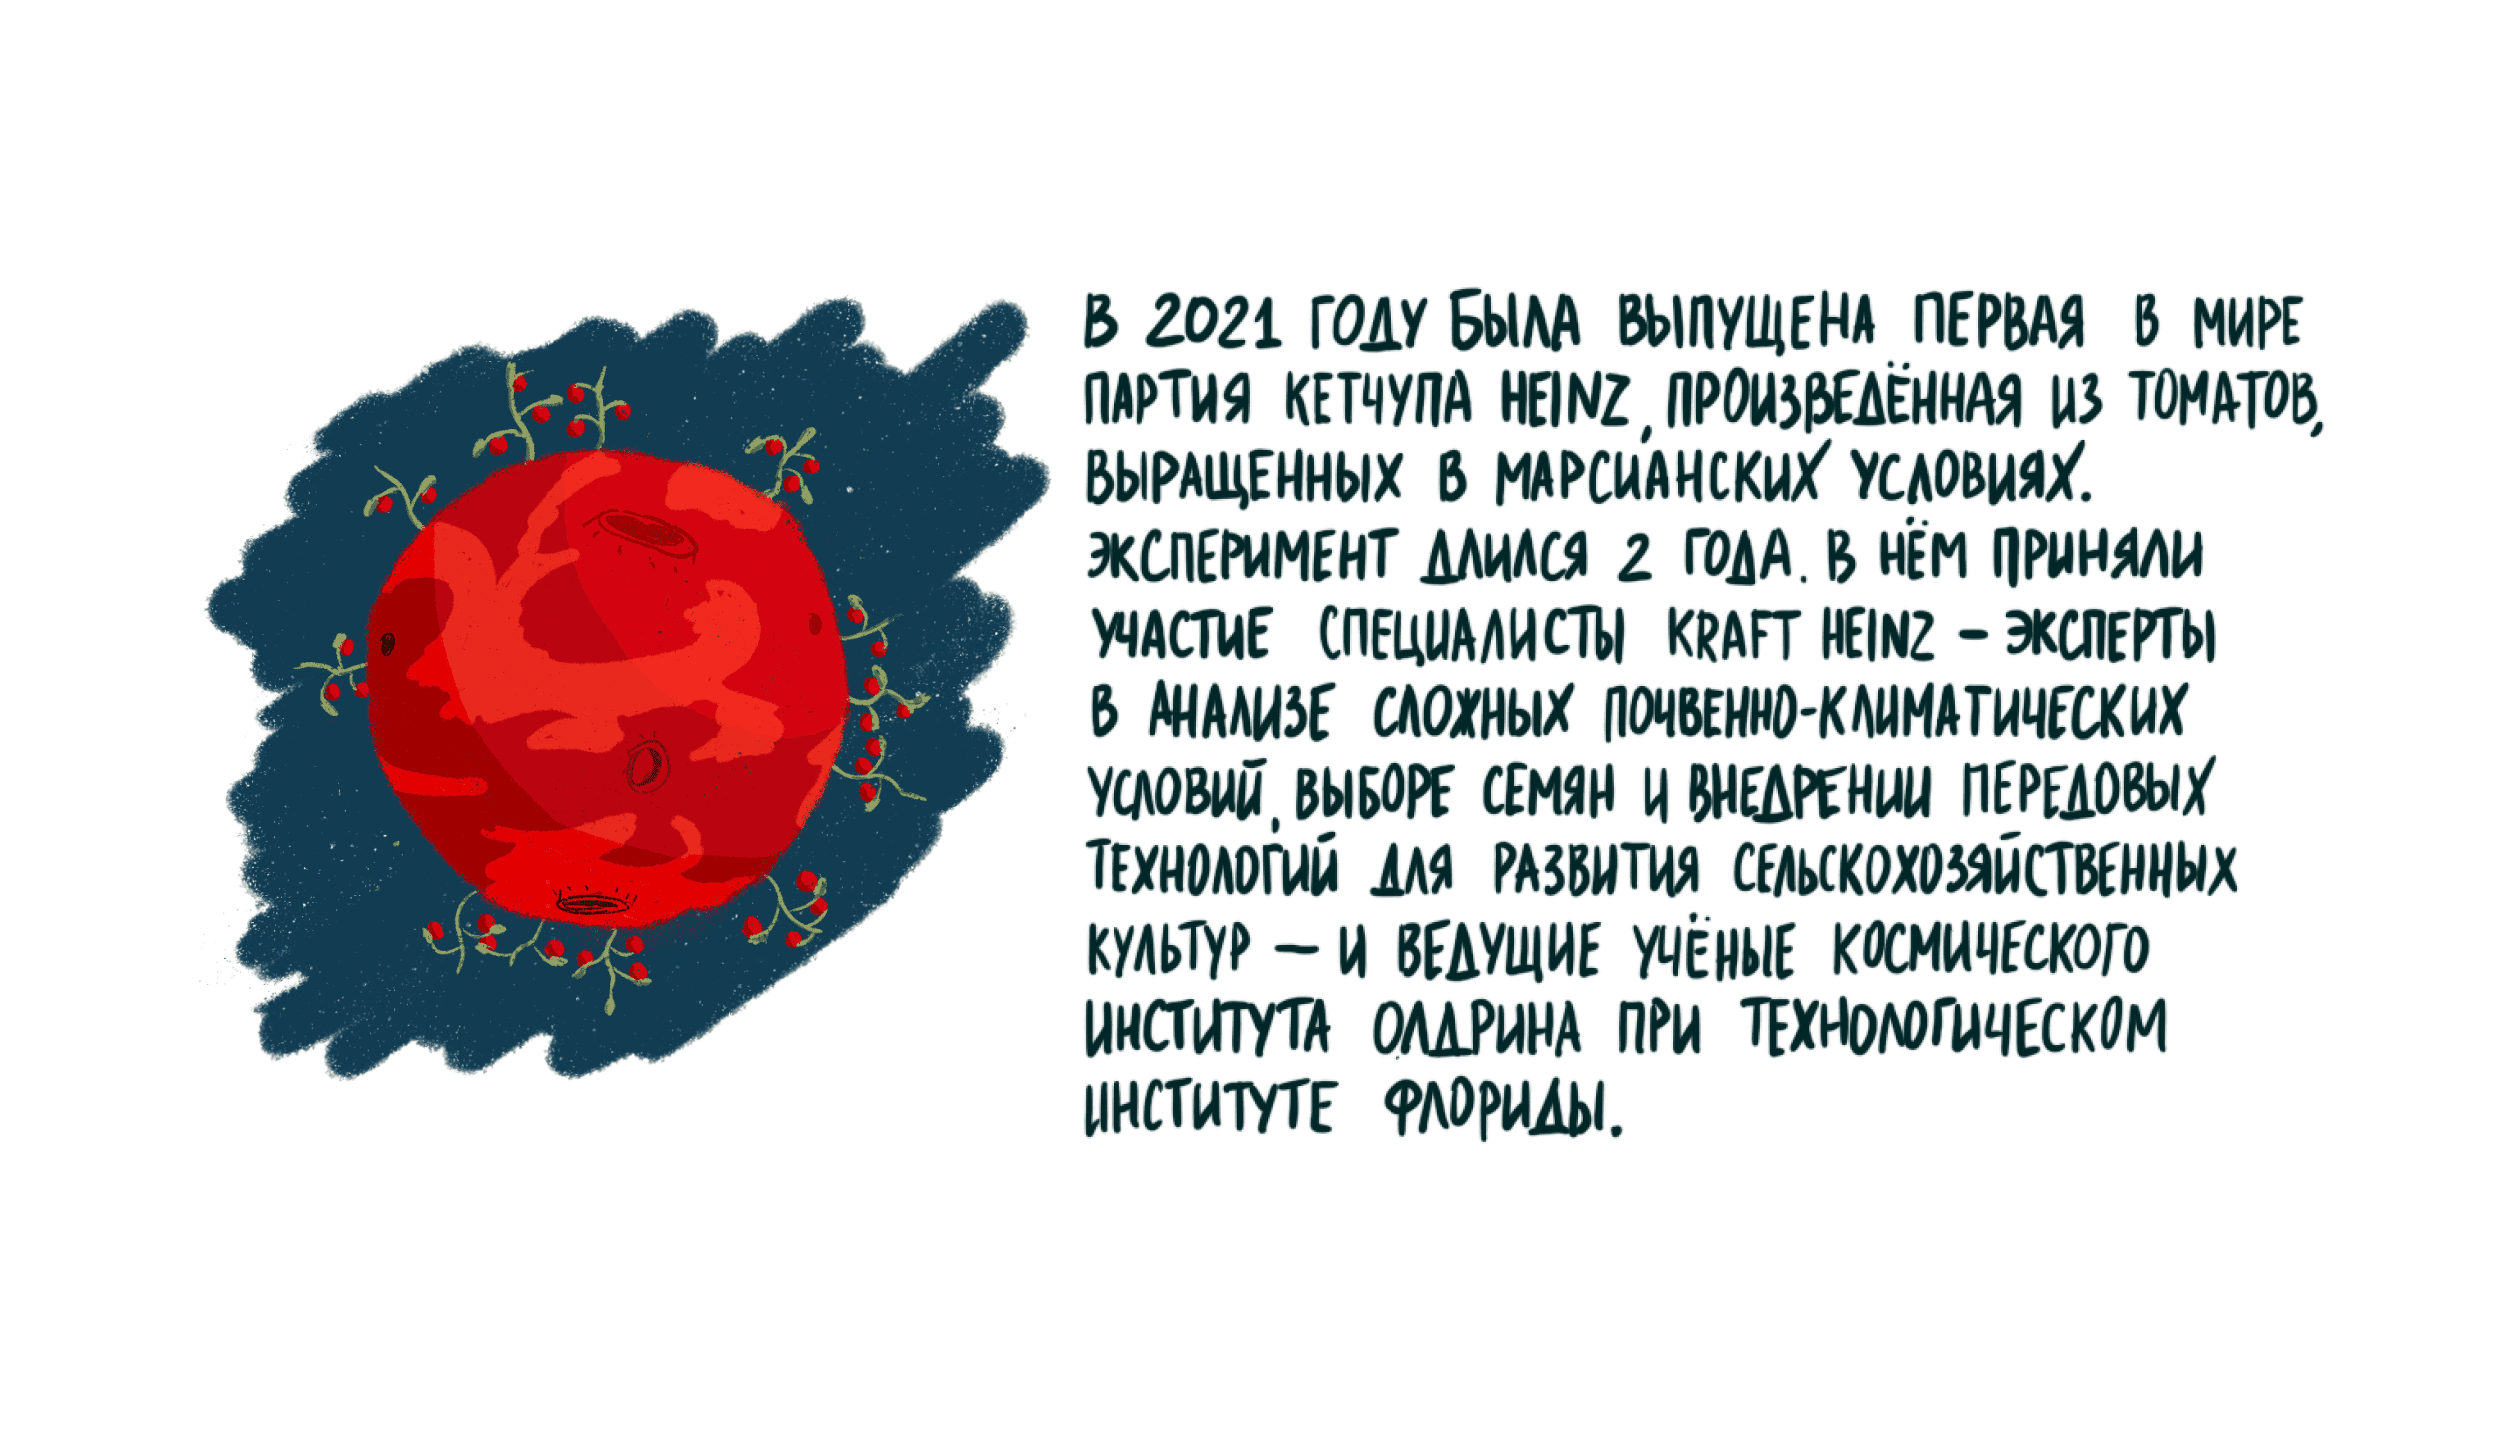 В 2021 ГОДУ БЫЛА ВЫПУЩЕНА ПЕРВАЯ В МИРЕ
ПАРТИЯ КЕТЧУПА HEINZ, ПРОИЗВЕДЁННАЯ ИЗ ТОМАТОВ,
ВЫРАЩЕННЫХ В МАРСИАНСКИХ УСЛОВИЯХ.
ЭКСПЕРИМЕНТ ДЛИЛСЯ 2 ГОДА. В НЁМ ПРИНЯЛИ
УЧАСТИЕ СПЕЦИАЛИСТЫ KRAFT HEINZ – ЭКСПЕРТЫ
В АНАЛИЗЕ СЛОЖНЫХ ПОЧВЕННО-КЛИМАТИЧЕСКИХ
УСЛОВИЙ, ВЫБОРЕ СЕМЯН И ВНЕДРЕНИИ ПЕРЕДОВЫХ
ТЕХНОЛОГИЙ ДЛЯ РАЗВИТИЯ СЕЛЬСКОХОЗЯЙСТВЕННЫХ
КУЛЬТУР – И ВЕДУЩИЕ УЧЁНЫЕ КОСМИЧЕСКОГО
ИНСТИТУТА ОЛДРИНА ПРИ ТЕХНОЛОГИЧЕСКОМ
ИНСТИТУТЕ ФЛОРИДЫ.